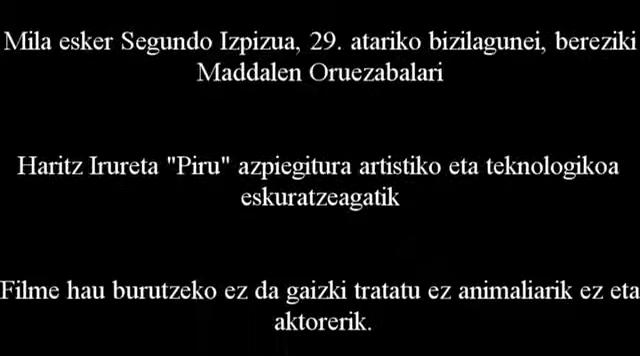 Mila esker Segundo Izpizua, 29. atariko bizilagunei, bereziki
Maddalen Oruezabalari
Haritz Irureta "Piru" azpiegitura artistiko eta teknologikoa
eskuratzeagatik
Filme hau burutzeko ez da gaizki tratatu ez animaliarik ez eta
aktorerik.